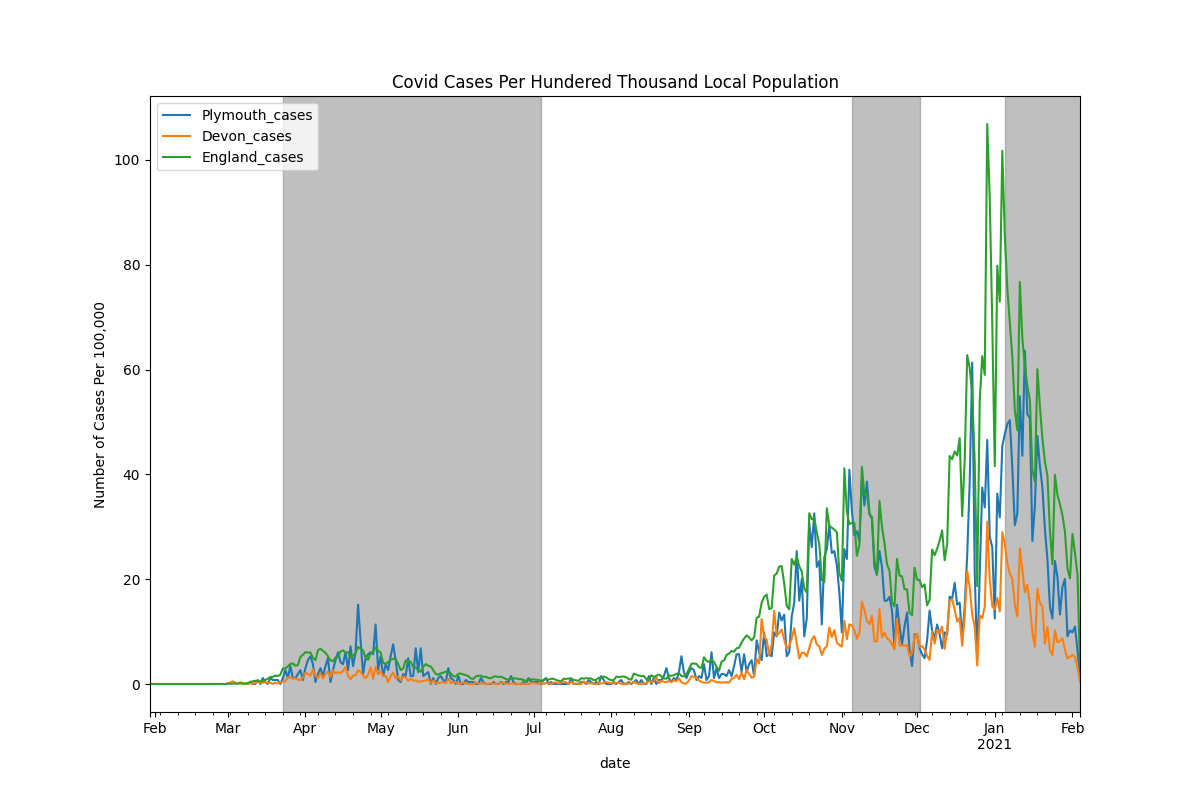 Covid Cases Per Hundered Thousand Local Population
Plymouth_cases
Devon_cases
England_cases
Number of Cases Per 100,000
100
80
60
40
20
0
Feb Mar Apr May Jun Jul Aug Sep Oct Nov Dec Jan Feb
2021
date